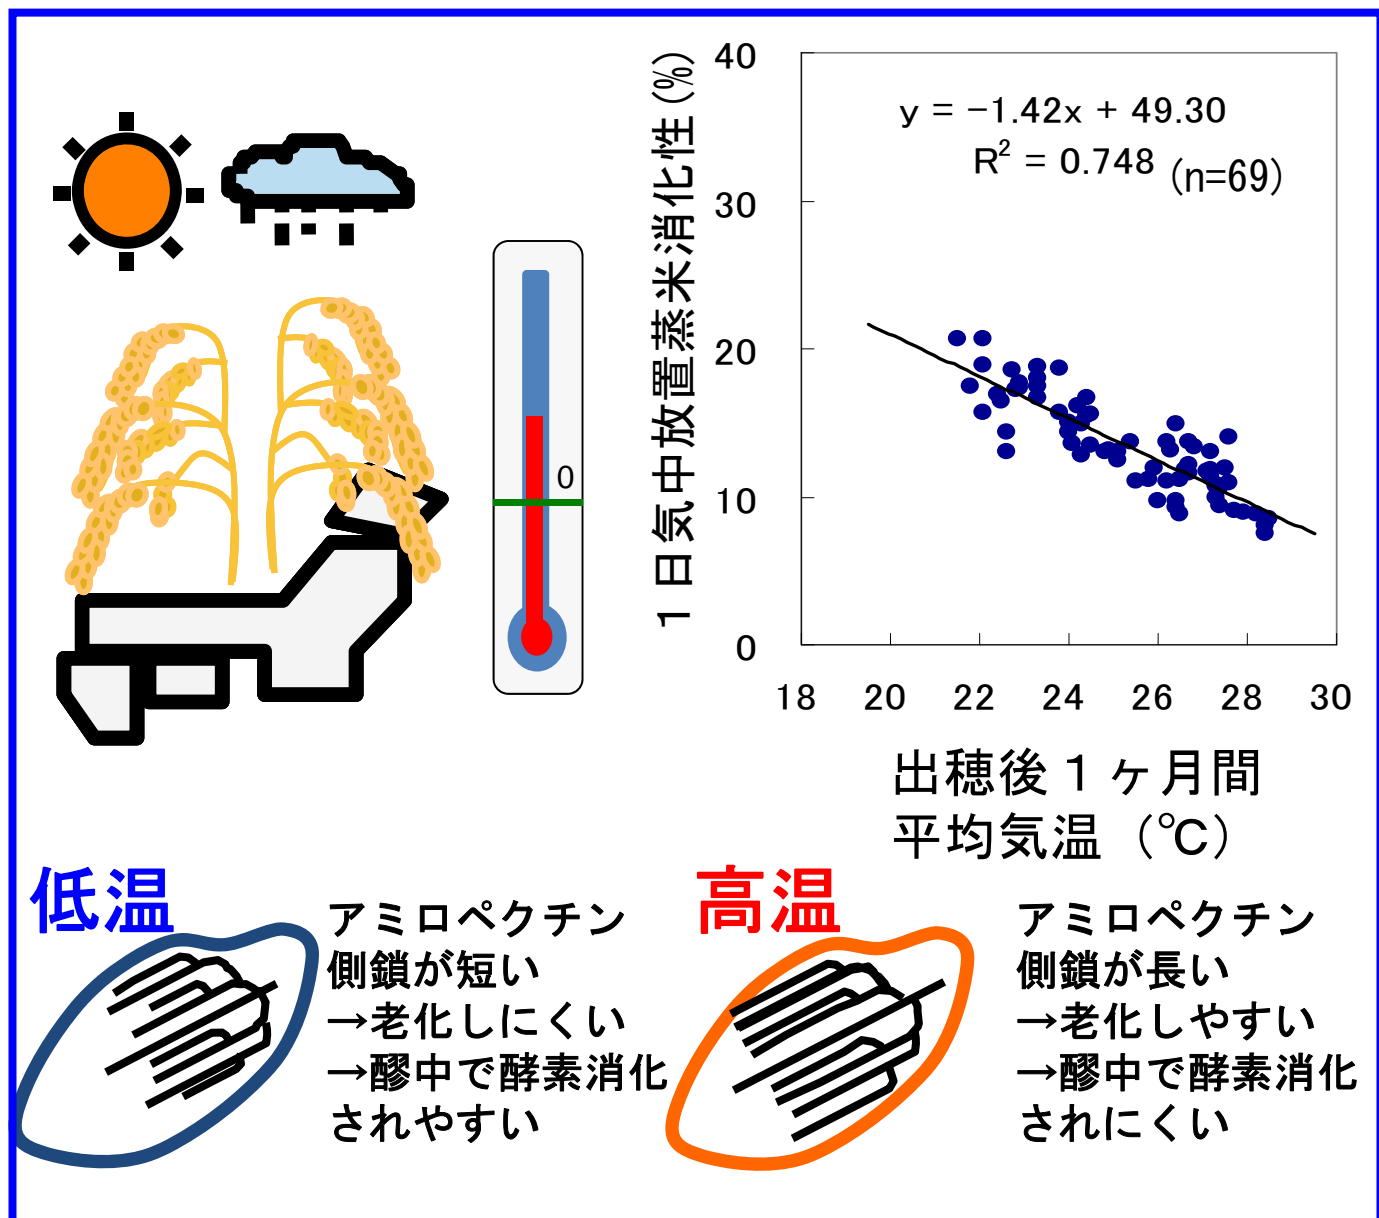 1日気中放置蒸米消化性(%)
40
30
20
10
0
y = −1.42x + 49.30
R² = 0.748 (n=69)
18 20 22 24 26 28 30
出穂後1ヶ月間
平均気温（℃）
0
低温
アミロペクチン
側鎖が短い
→老化しにくい
→醪中で酵素消化
されやすい
高温
アミロペクチン
側鎖が長い
→老化しやすい
→醪中で酵素消化
されにくい